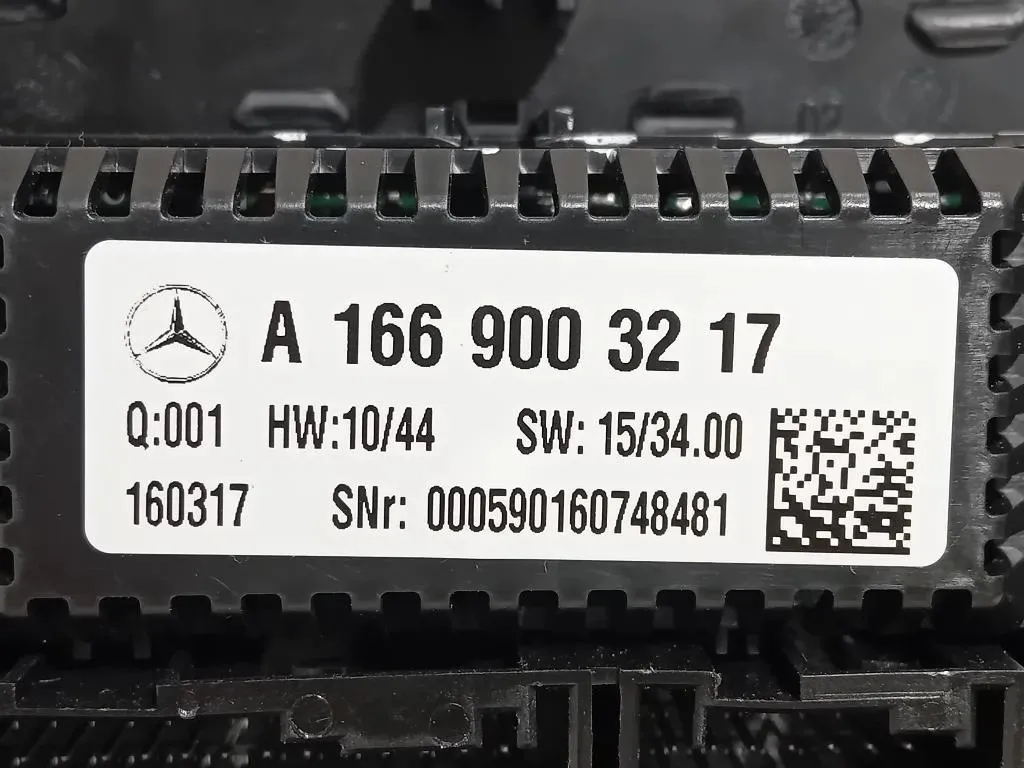 A 166 900 32 17
Q:001 HW:10/44 SW: 15/34.00
160317 SNr: 000590160748481